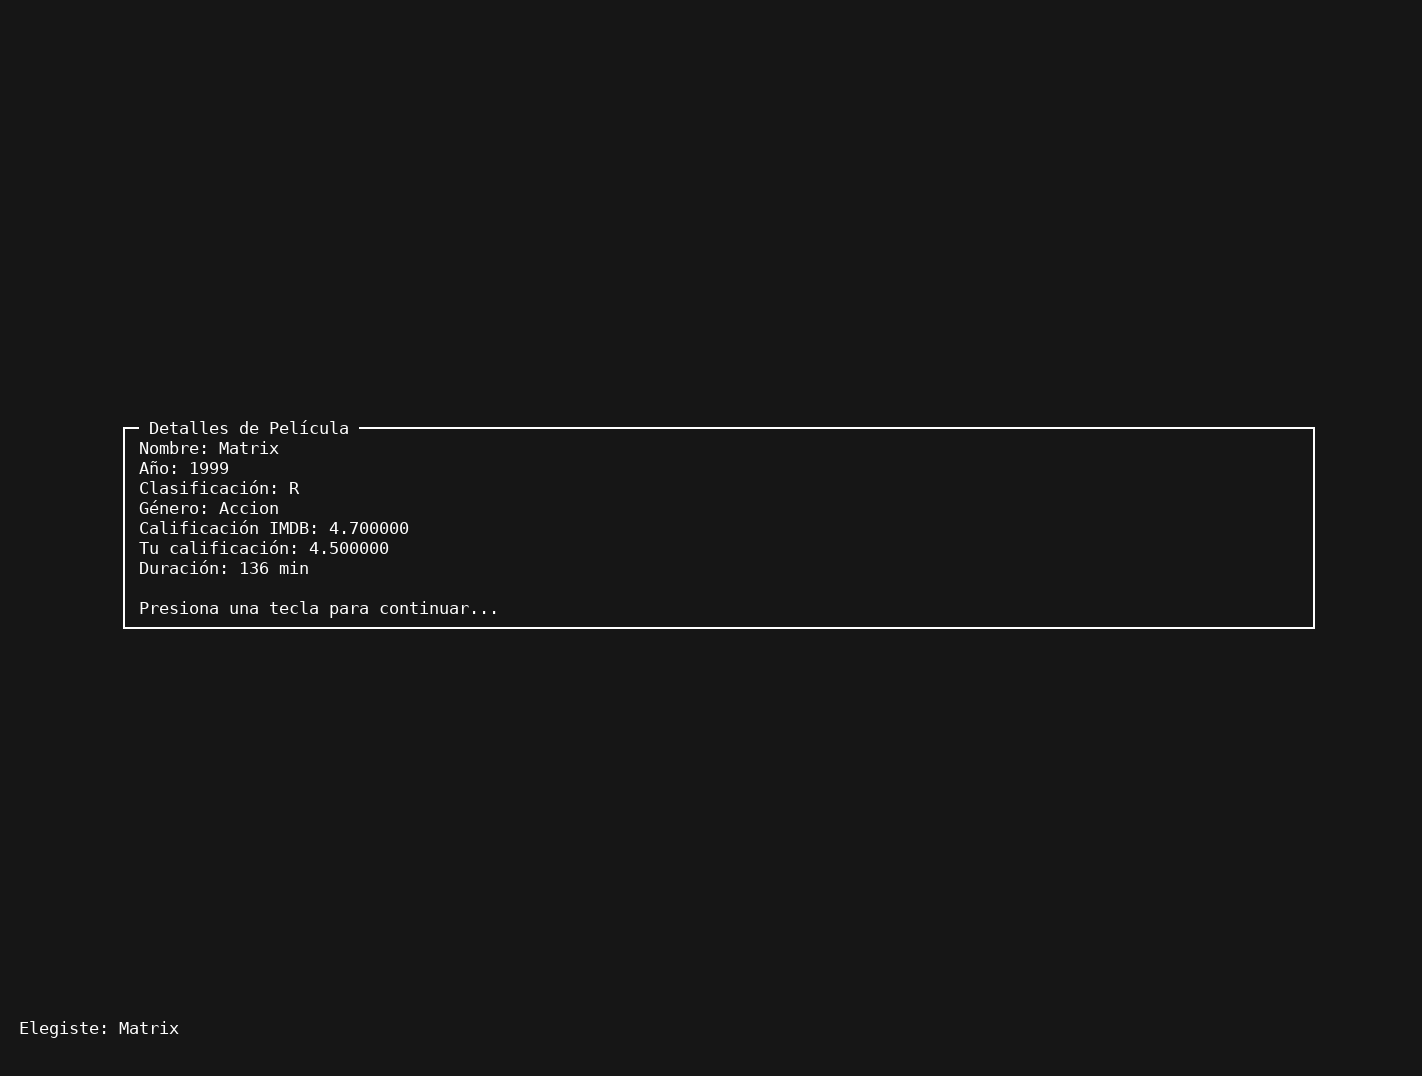 Detalles de Película
Nombre: Matrix
Año: 1999
Clasificación: R
Género: Accion
Calificación IMDB: 4.700000
Tu calificación: 4.500000
Duración: 136 min
Presiona una tecla para continuar...
Elegiste: Matrix